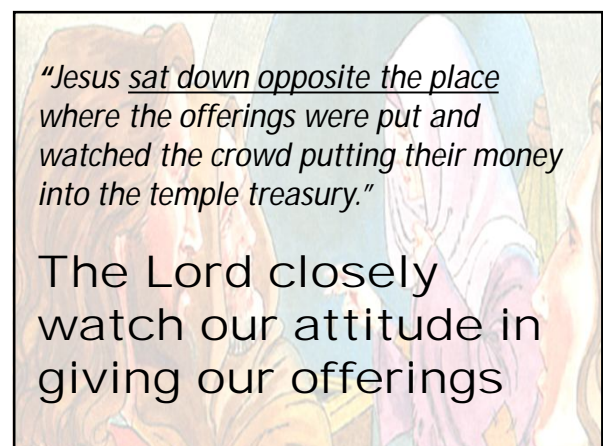 “Jesus sat down opposite the place
where the offerings were put and
watched the crowd putting their money
into the temple treasury.”
The Lord closely
watch our attitude in
giving our offerings